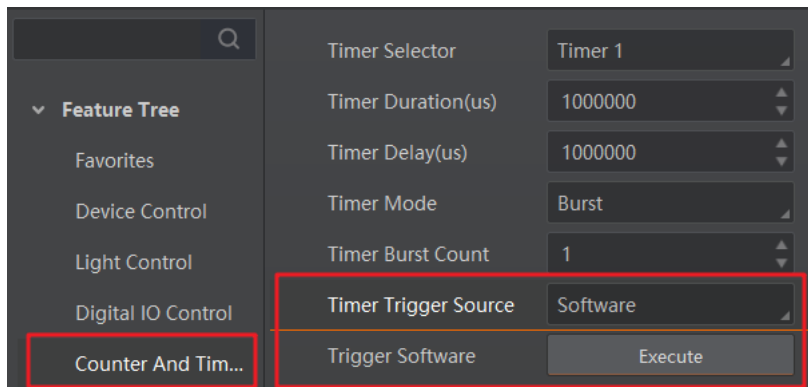 Feature Tree
Favorites
Device Control
Light Control
Digital IO Control
Counter And Tim...
Timer Selector Timer 1
Timer Duration(us) 1000000
Timer Delay(us) 1000000
Timer Mode Burst
Timer Burst Count 1
Timer Trigger Source Software
Trigger Software Execute